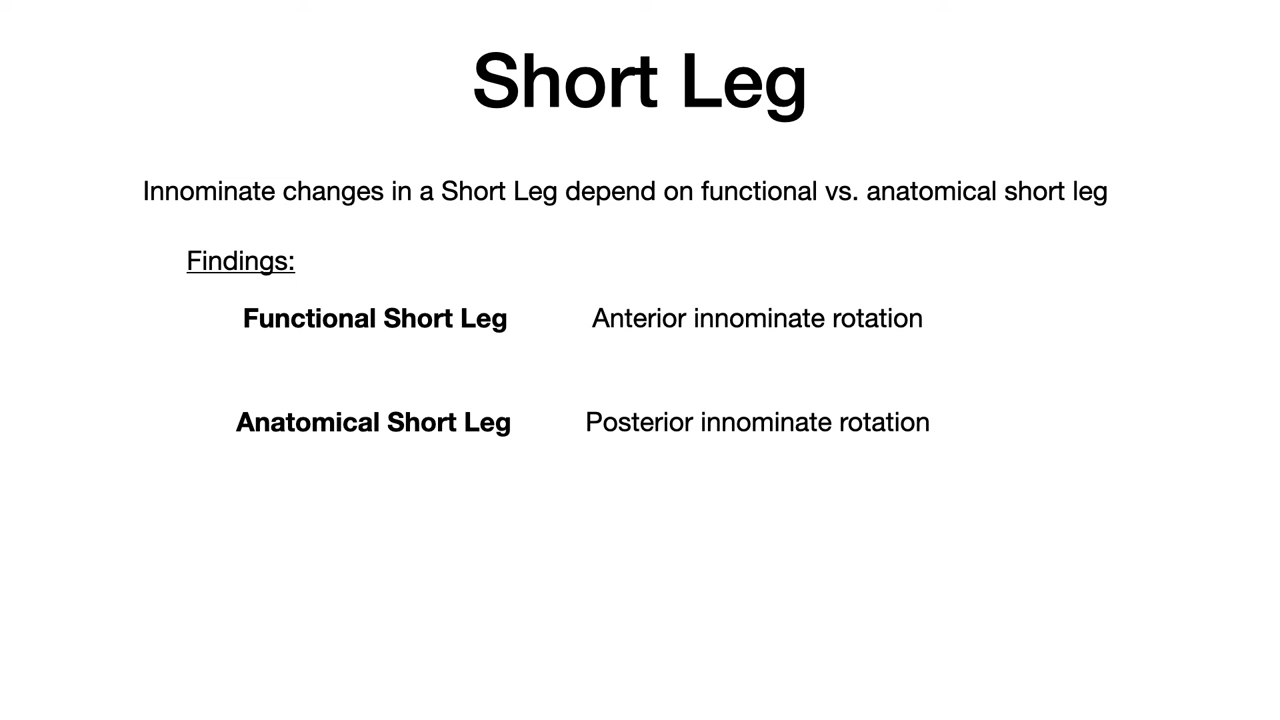 Short Leg
Innominate changes in a Short Leg depend on functional vs. anatomical short leg
Findings:
Functional Short Leg Anterior innominate rotation
Anatomical Short Leg Posterior innominate rotation